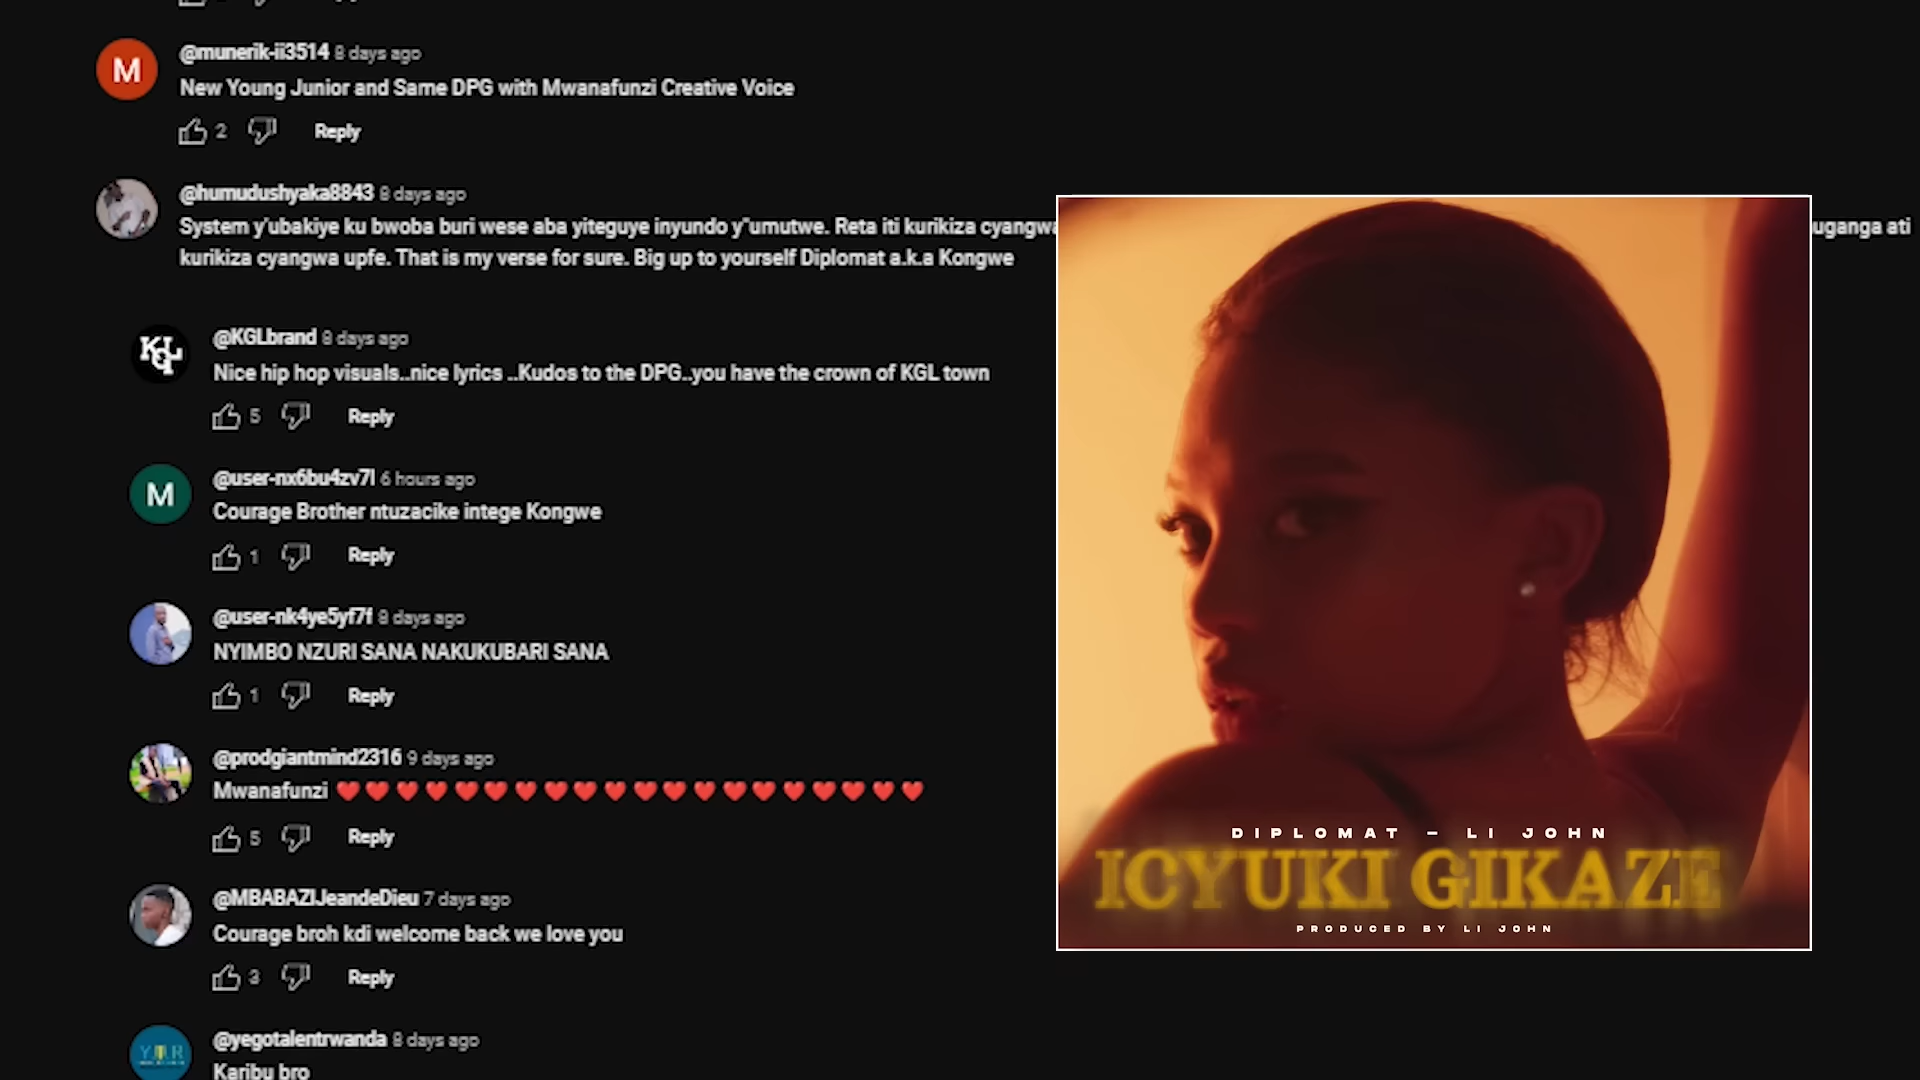 M
@munerik-ii3514 8 days ago
New Young Junior and Same DPG with Mwanafunzi Creative Voice
2 Reply
@humudushyaka8843 8 days ago
System y'ubakiye ku bwoba buri wese aba yiteguye inyundo y"umutwe. Reta iti kurikiza cyangwa uganga ati
kurikiza cyangwa upfe. That is my verse for sure. Big up to yourself Diplomat a.k.a Kongwe
KGL
@KGLbrand 8 days ago
Nice hip hop visuals..nice lyrics ..Kudos to the DPG..you have the crown of KGL town
5 Reply
M
@user-nx6bu4zv7l 6 hours ago
Courage Brother ntuzacike intege Kongwe
1 Reply
@user-nk4ye5yf7f 8 days ago
NYIMBO NZURI SANA NAKUKUBARI SANA
1 Reply
@prodgiantmind2316 9 days ago
Mwanafunzi ❤️❤️❤️❤️❤️❤️❤️❤️❤️❤️❤️❤️❤️❤️❤️❤️❤️❤️❤️❤️
5 Reply
@MBABAZIJeandeDieu 7 days ago
Courage broh kdi welcome back we love you
3 Reply
@yegotalentrwanda 8 days ago
Karibu bro
DIPLOMAT – LI JOHN
ICYUKI GIKAZE
PRODUCED BY LI JOHN